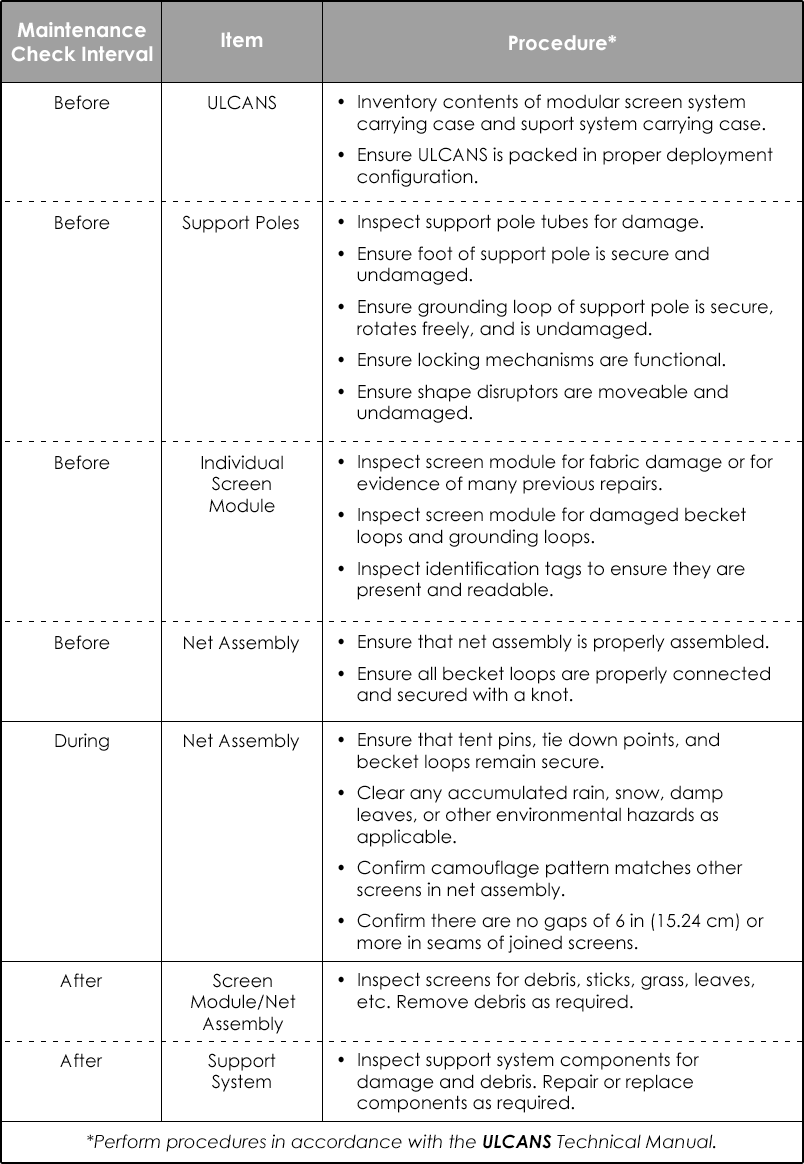 Maintenance
Check Interval
Item
Procedure*
Before
ULCANS
• Inventory contents of modular screen system
carrying case and suport system carrying case.
• Ensure ULCANS is packed in proper deployment
configuration.
Before
Support Poles
• Inspect support pole tubes for damage.
• Ensure foot of support pole is secure and
undamaged.
• Ensure grounding loop of support pole is secure,
rotates freely, and is undamaged.
• Ensure locking mechanisms are functional.
• Ensure shape disruptors are moveable and
undamaged.
Before
Individual
Screen
Module
• Inspect screen module for fabric damage or for
evidence of many previous repairs.
• Inspect screen module for damaged becket
loops and grounding loops.
• Inspect identification tags to ensure they are
present and readable.
Before
Net Assembly
• Ensure that net assembly is properly assembled.
• Ensure all becket loops are properly connected
and secured with a knot.
During
Net Assembly
• Ensure that tent pins, tie down points, and
becket loops remain secure.
• Clear any accumulated rain, snow, damp
leaves, or other environmental hazards as
applicable.
• Confirm camouflage pattern matches other
screens in net assembly.
• Confirm there are no gaps of 6 in (15.24 cm) or
more in seams of joined screens.
After
Screen
Module/Net
Assembly
• Inspect screens for debris, sticks, grass, leaves,
etc. Remove debris as required.
After
Support
System
• Inspect support system components for
damage and debris. Repair or replace
components as required.
*Perform procedures in accordance with the ULCANS Technical Manual.